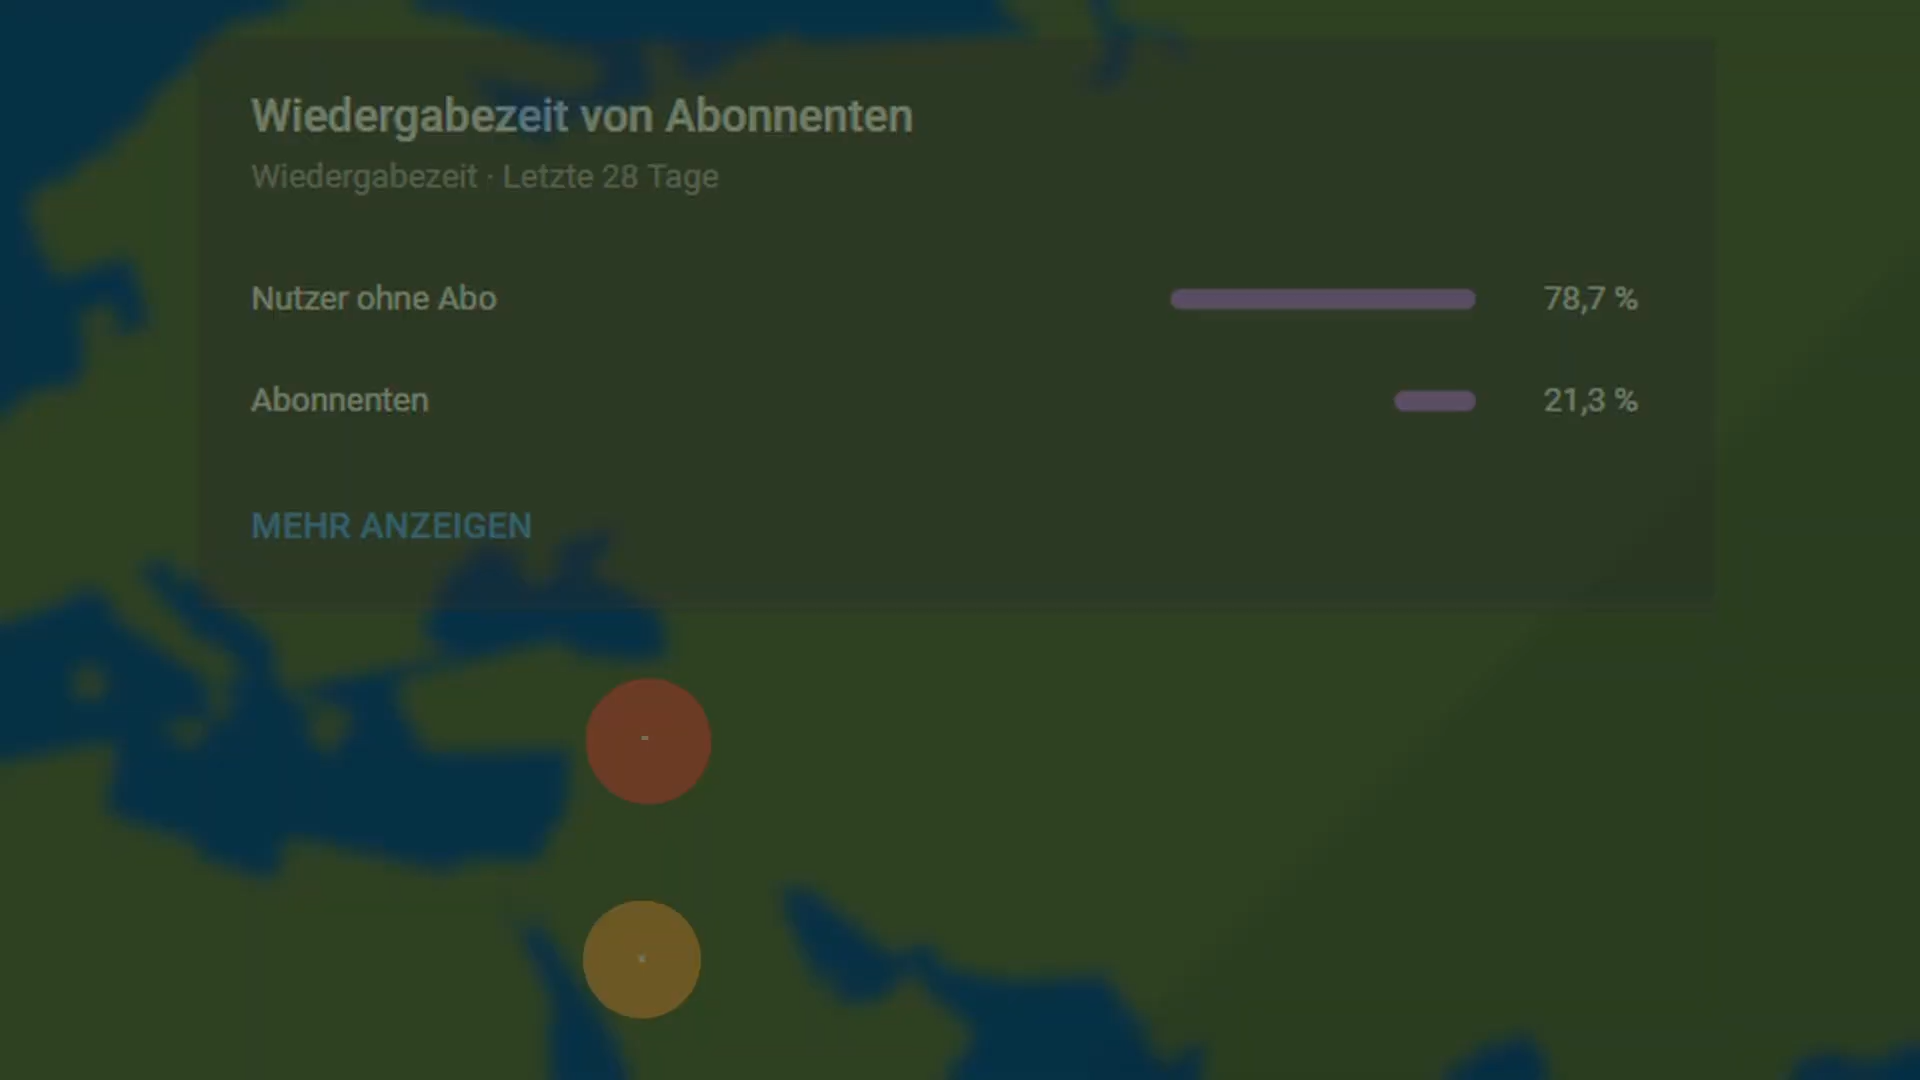 Wiedergabezeit von Abonnenten
Wiedergabezeit · Letzte 28 Tage
Nutzer ohne Abo 78,7 %
Abonnenten 21,3 %
MEHR ANZEIGEN